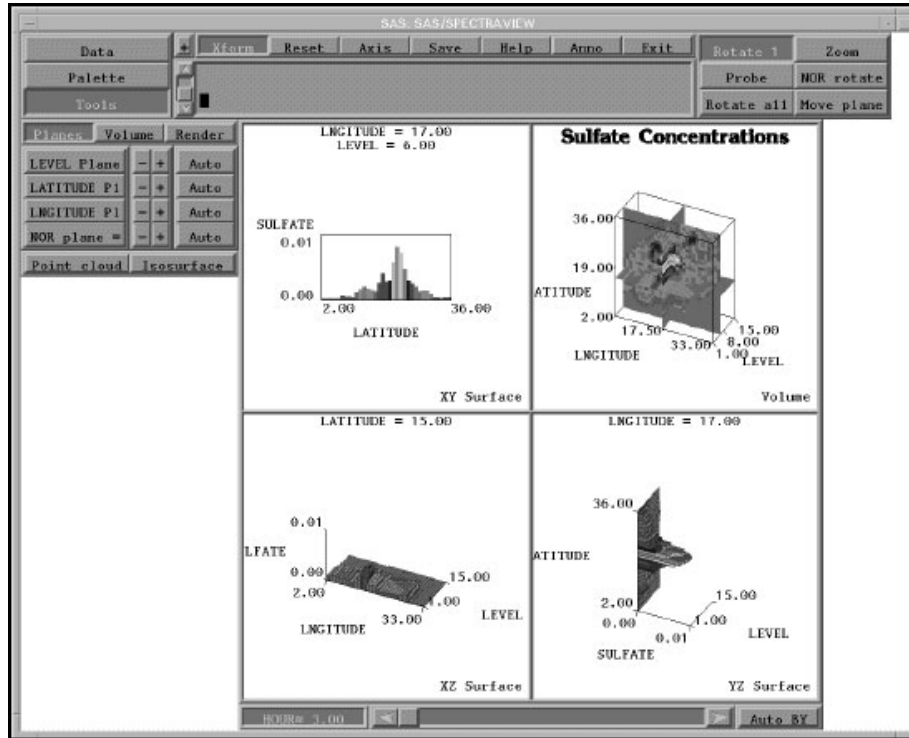 SAS: SAS/SPECTRAVIEW
Data
Palette
Tools
+ Xform Reset Axis Save Help Anno Exit
Rotate 1 Zoom
Probe NOR rotate
Rotate all Move plane
Planes Volume Render
LEVEL Plane - + Auto
LATITUDE Pl - + Auto
LNGITUDE Pl - + Auto
NOR plane = - + Auto
Point cloud Isosurface
LNGITUDE = 17.00
LEVEL = 6.00
SULFATE
0.01
0.00
2.00 36.00
LATITUDE
XY Surface
Sulfate Concentrations
36.00
19.00
ATITUDE
2.00
17.50
33.00
15.00
8.00
1.00
LNGITUDE
LEVEL
Volume
LATITUDE = 15.00
0.01
LFATE
0.00
2.00
15.00
1.00
33.00
LNGITUDE
LEVEL
XZ Surface
LNGITUDE = 17.00
36.00
ATITUDE
2.00
0.00
15.00
1.00
0.01
LEVEL
SULFATE
YZ Surface
HOUR= 3.00
Auto BY